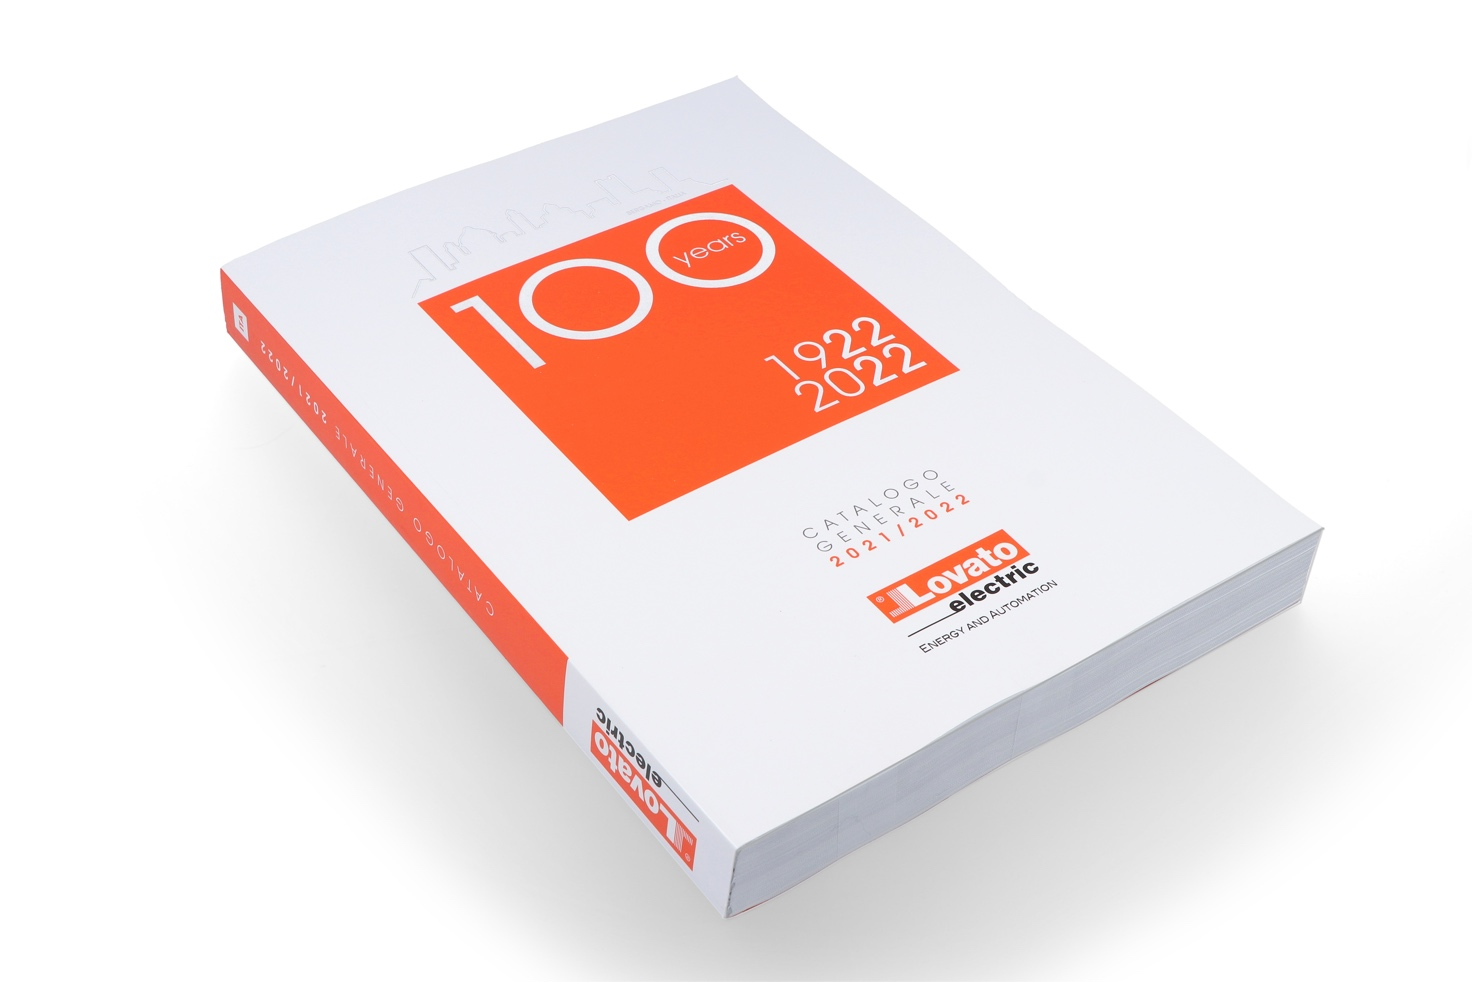 100
years
1922
2022
CATALOGO
GENERALE
2021/2022
® Lovato
electric
ENERGY AND AUTOMATION
ITA
CATALOGO GENERALE 2021/2022
Lovato ®
electric